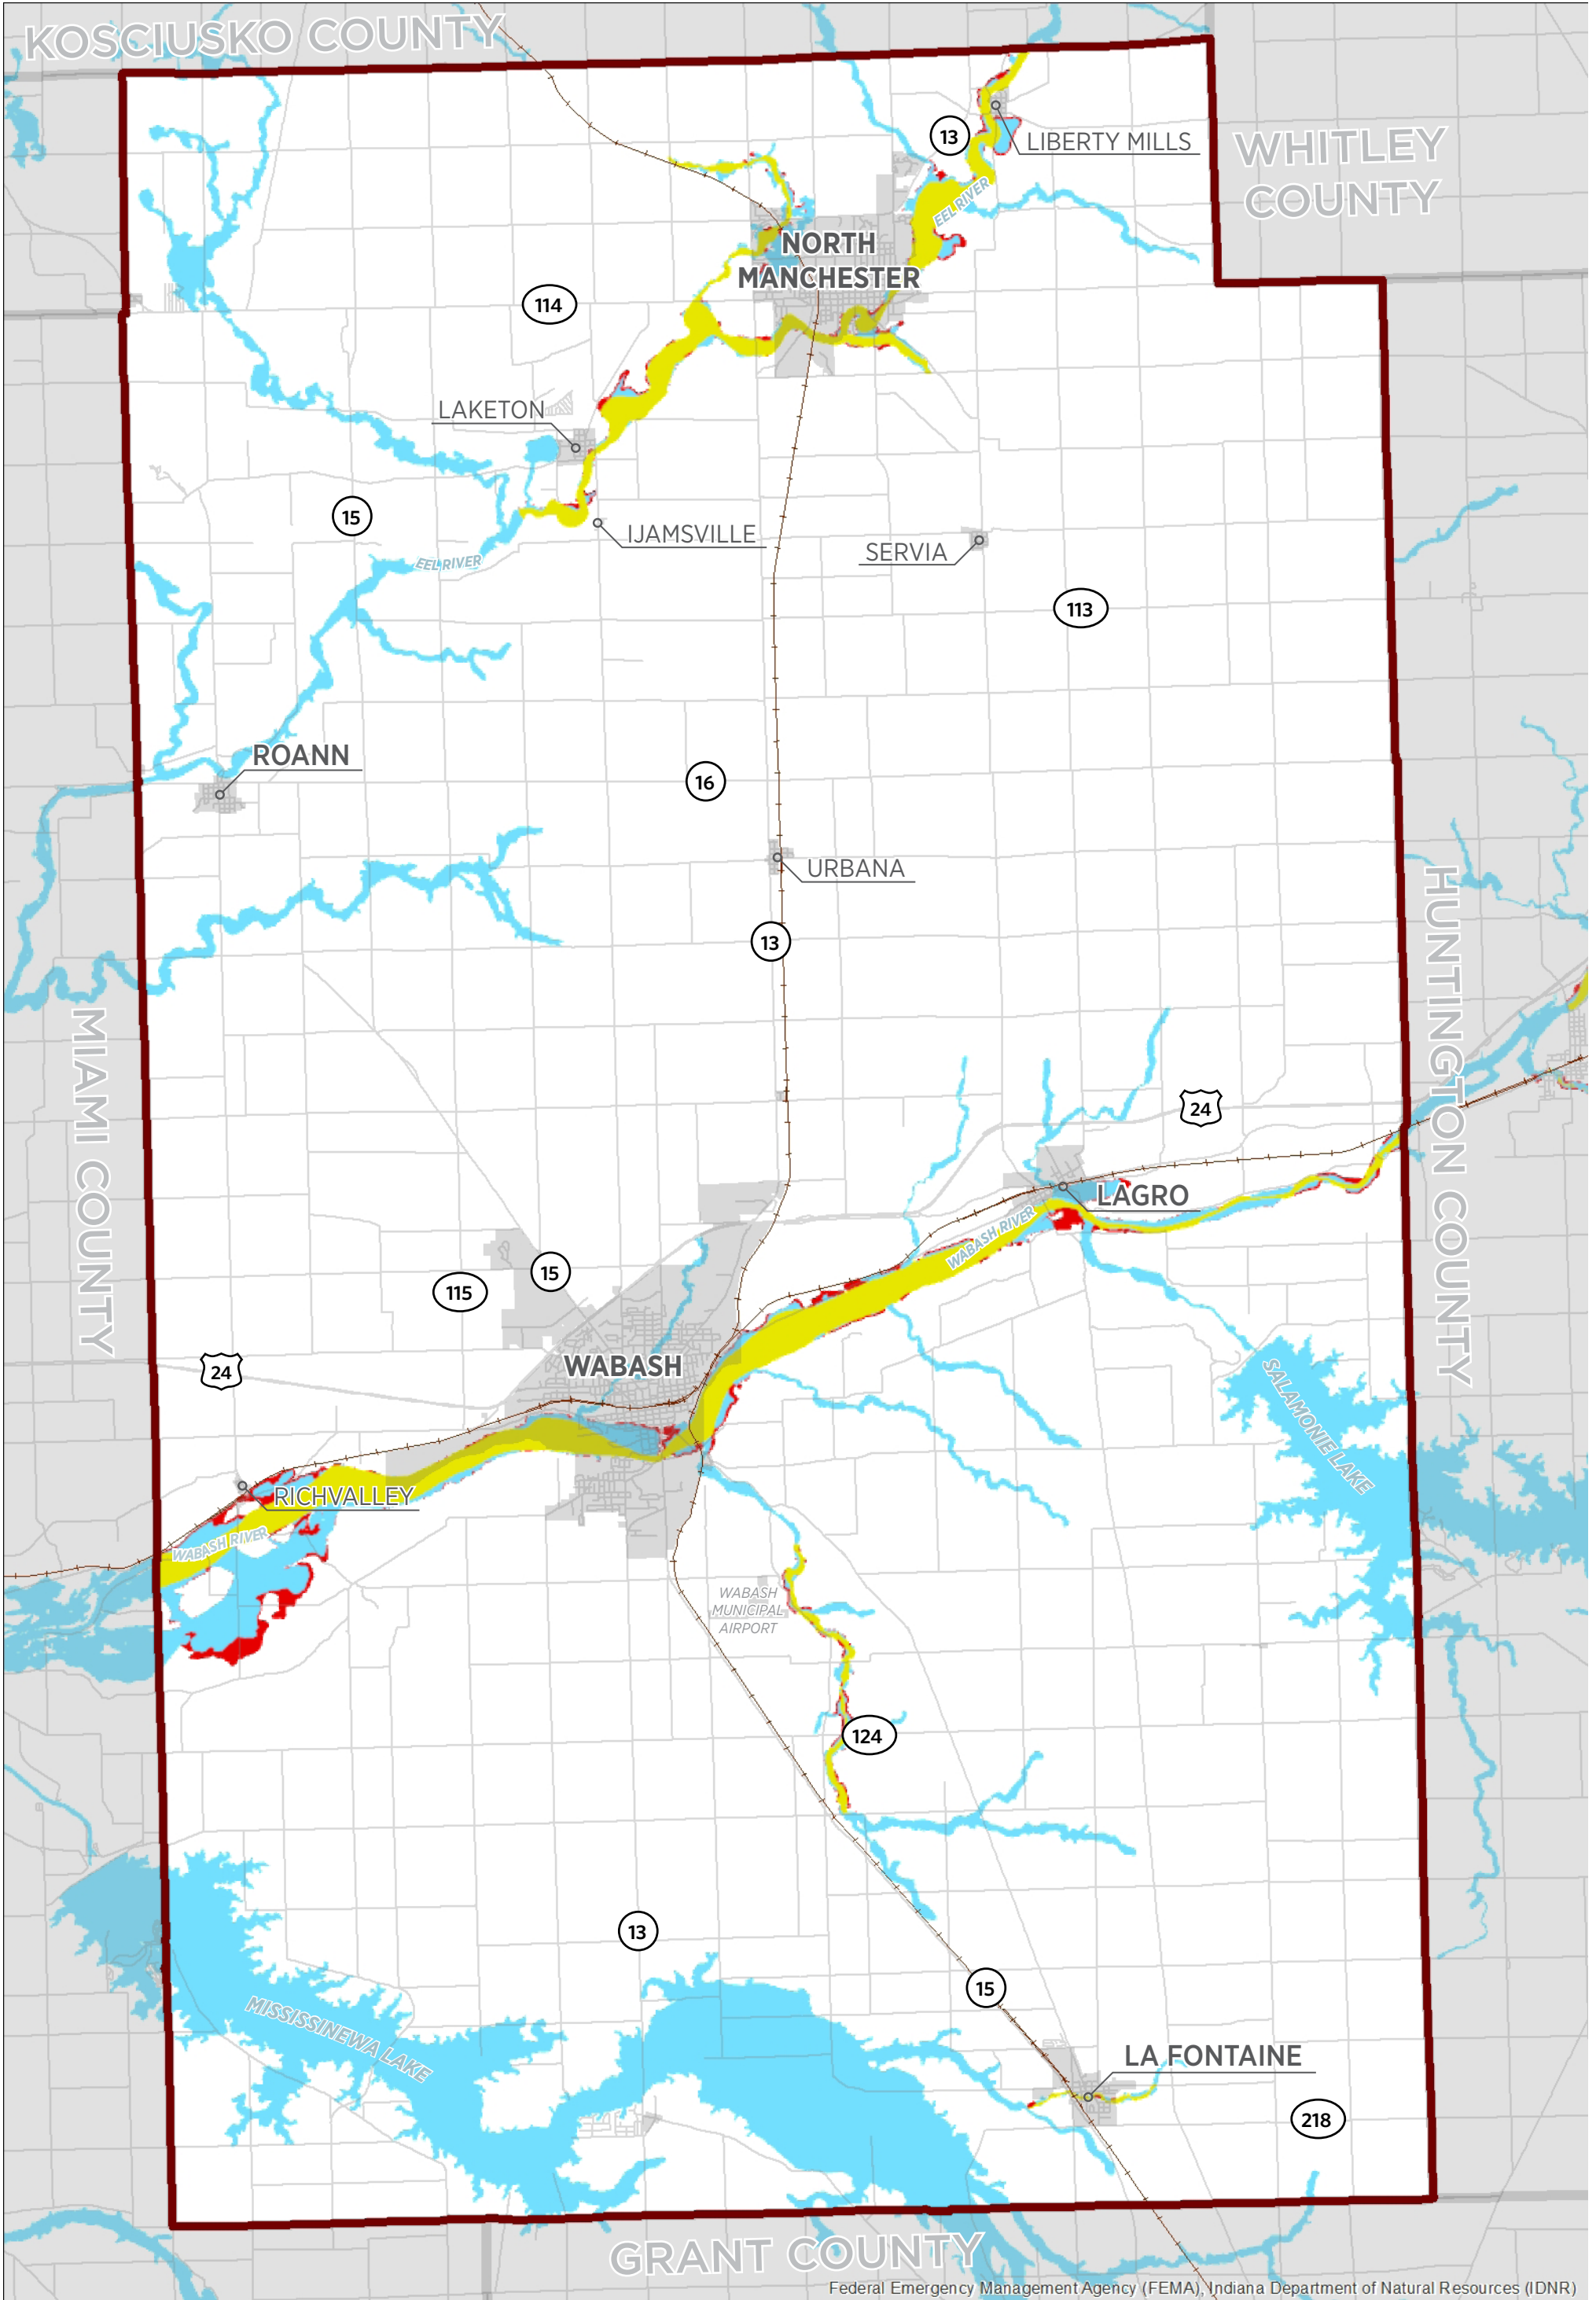 KOSCIUSKO COUNTY
13
LIBERTY MILLS
WHITLEY
COUNTY
EEL RIVER
NORTH
MANCHESTER
114
LAKETON
15
IJAMSVILLE
SERVIA
EEL RIVER
113
ROANN
16
URBANA
13
HUNTINGTON COUNTY
MIAMI COUNTY
24
LAGRO
WABASH RIVER
15
115
WABASH
24
SALAMONIE LAKE
RICHVALLEY
WABASH RIVER
WABASH
MUNICIPAL
AIRPORT
124
13
15
MISSISSINEWA LAKE
LA FONTAINE
218
GRANT COUNTY
Federal Emergency Management Agency (FEMA), Indiana Department of Natural Resources (IDNR)